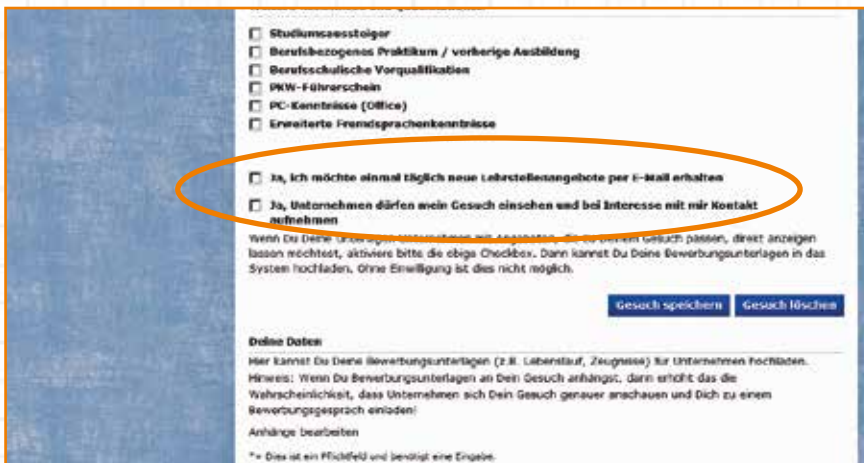 Studiumsaussteiger
Berufsbezogenes Praktikum / vorherige Ausbildung
Berufsschulische Vorqualifikation
PKW-Führerschein
PC-Kenntnisse (Office)
Erweiterte Fremdsprachenkenntnisse
Ja, ich möchte einmal täglich neue Lehrstellenangebote per E-Mail erhalten
Ja, Unternehmen dürfen mein Gesuch einsehen und bei Interesse mit mir Kontakt
aufnehmen
Wenn Du Deine Unterlagen Unternehmen mit Angeboten, die zu Deinem Gesuch passen, direkt anzeigen
lassen möchtest, aktiviere bitte die obige Checkbox. Dann kannst Du Deine Bewerbungsunterlagen in das
System hochladen. Ohne Einwilligung ist dies nicht möglich.
Gesuch speichern Gesuch löschen
Deine Daten
Hier kannst Du Deine Bewerbungsunterlagen (z.B. Lebenslauf, Zeugnisse) für Unternehmen hochladen.
Hinweis: Wenn Du Bewerbungsunterlagen an Dein Gesuch anhängst, dann erhöht das die
Wahrscheinlichkeit, dass Unternehmen sich Dein Gesuch genauer anschauen und Dich zu einem
Bewerbungsgespräch einladen!
Anhänge bearbeiten
*= Dies ist ein Pflichtfeld und benötigt eine Eingabe.